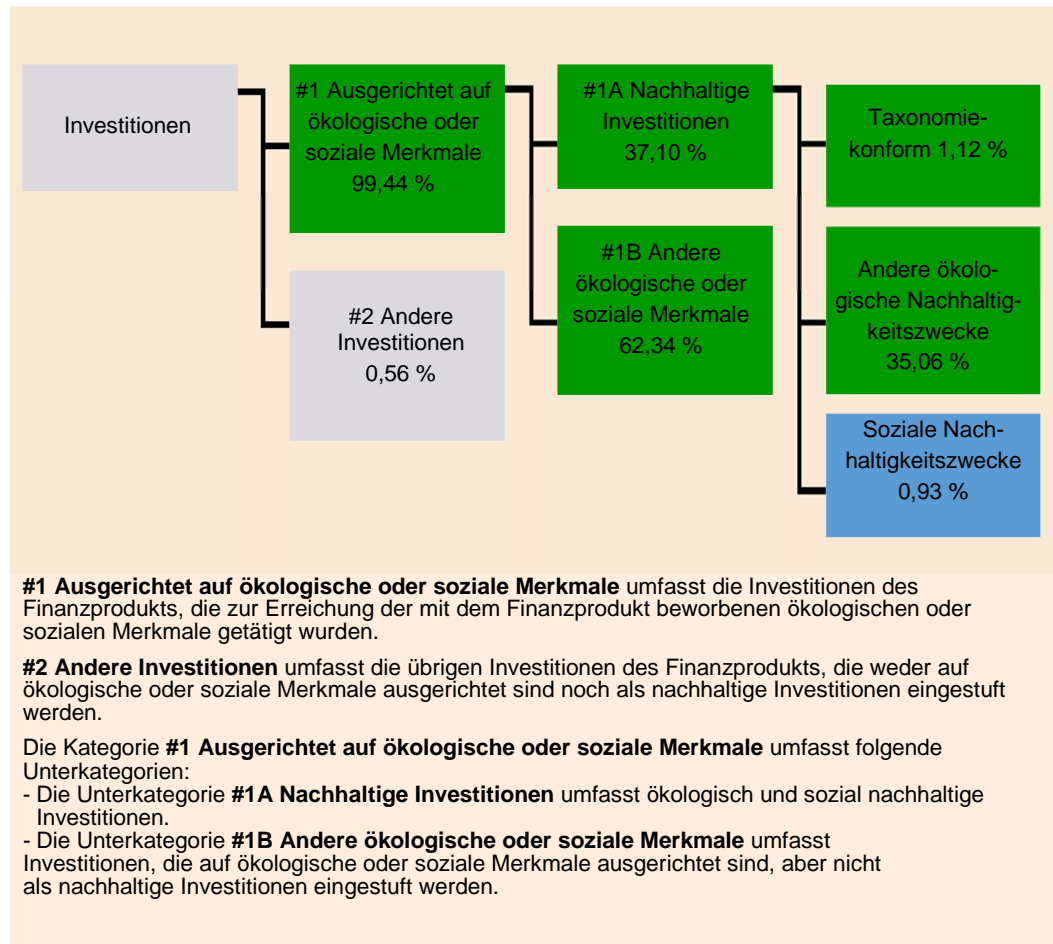 Investitionen
#1 Ausgerichtet auf
ökologische oder
soziale Merkmale
99,44 %
#2 Andere
Investitionen
0,56 %
#1A Nachhaltige
Investitionen
37,10 %
#1B Andere
ökologische oder
soziale Merkmale
62,34 %
Taxonomie-
konform 1,12 %
Andere ökolo-
gische Nachhaltig-
keitszwecke
35,06 %
Soziale Nach-
haltigkeitszwecke
0,93 %
#1 Ausgerichtet auf ökologische oder soziale Merkmale umfasst die Investitionen des
Finanzprodukts, die zur Erreichung der mit dem Finanzprodukt beworbenen ökologischen oder
sozialen Merkmale getätigt wurden.
#2 Andere Investitionen umfasst die übrigen Investitionen des Finanzprodukts, die weder auf
ökologische oder soziale Merkmale ausgerichtet sind noch als nachhaltige Investitionen eingestuft
werden.
Die Kategorie #1 Ausgerichtet auf ökologische oder soziale Merkmale umfasst folgende
Unterkategorien:
- Die Unterkategorie #1A Nachhaltige Investitionen umfasst ökologisch und sozial nachhaltige
Investitionen.
- Die Unterkategorie #1B Andere ökologische oder soziale Merkmale umfasst
Investitionen, die auf ökologische oder soziale Merkmale ausgerichtet sind, aber nicht
als nachhaltige Investitionen eingestuft werden.